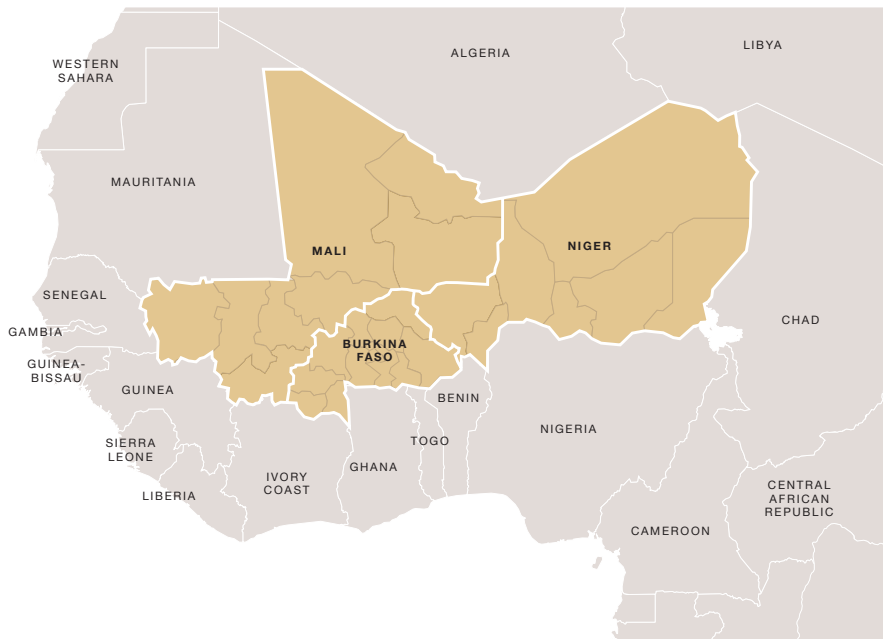 LIBYA
ALGERIA
WESTERN
SAHARA
MAURITANIA
MALI
NIGER
SENEGAL
CHAD
GAMBIA
BURKINA
FASO
GUINEA-
BISSAU
GUINEA
BENIN
NIGERIA
TOGO
SIERRA
LEONE
GHANA
IVORY
COAST
LIBERIA
CENTRAL
AFRICAN
REPUBLIC
CAMEROON